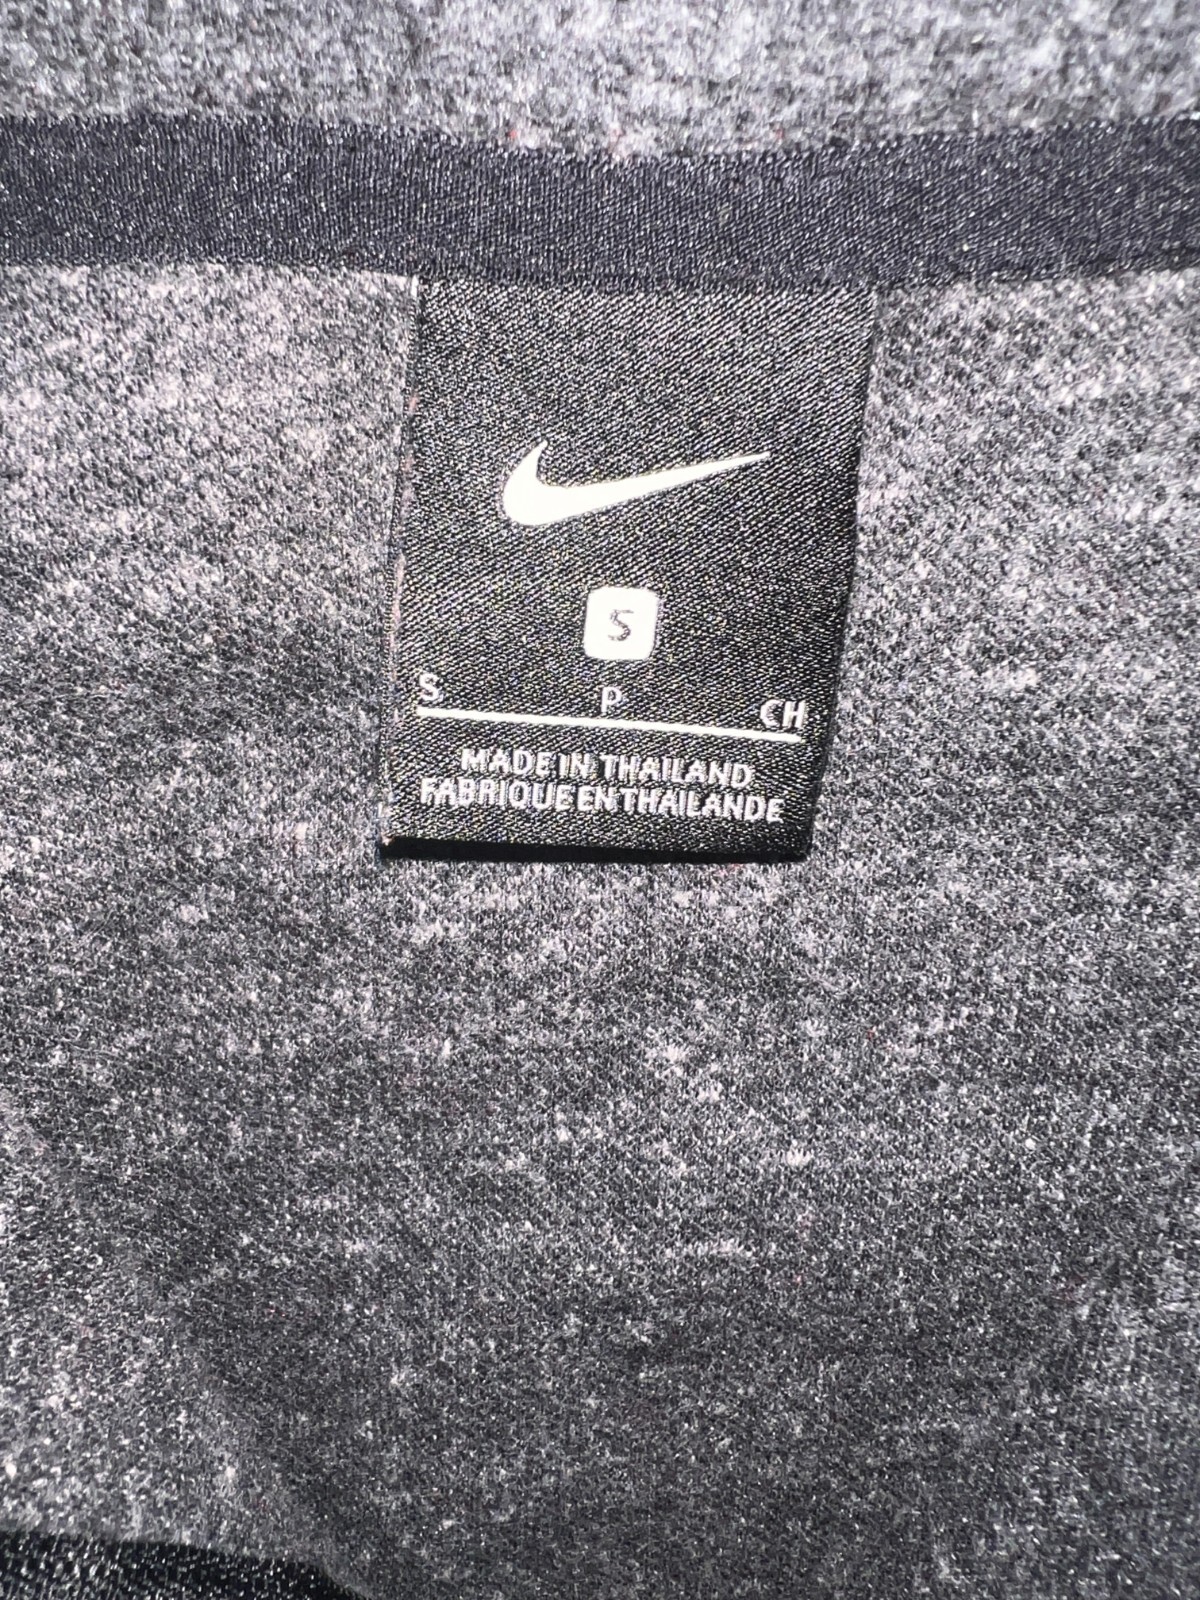 S
S P CH
MADE IN THAILAND
FABRIQUE EN THAILANDE